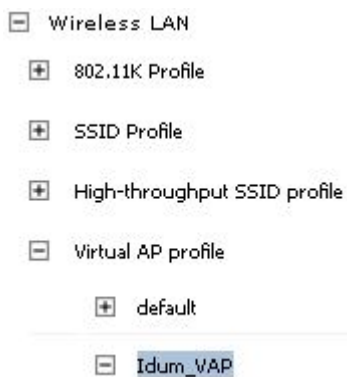 Wireless LAN
802.11K Profile
SSID Profile
High-throughput SSID profile
Virtual AP profile
default
Idum_VAP